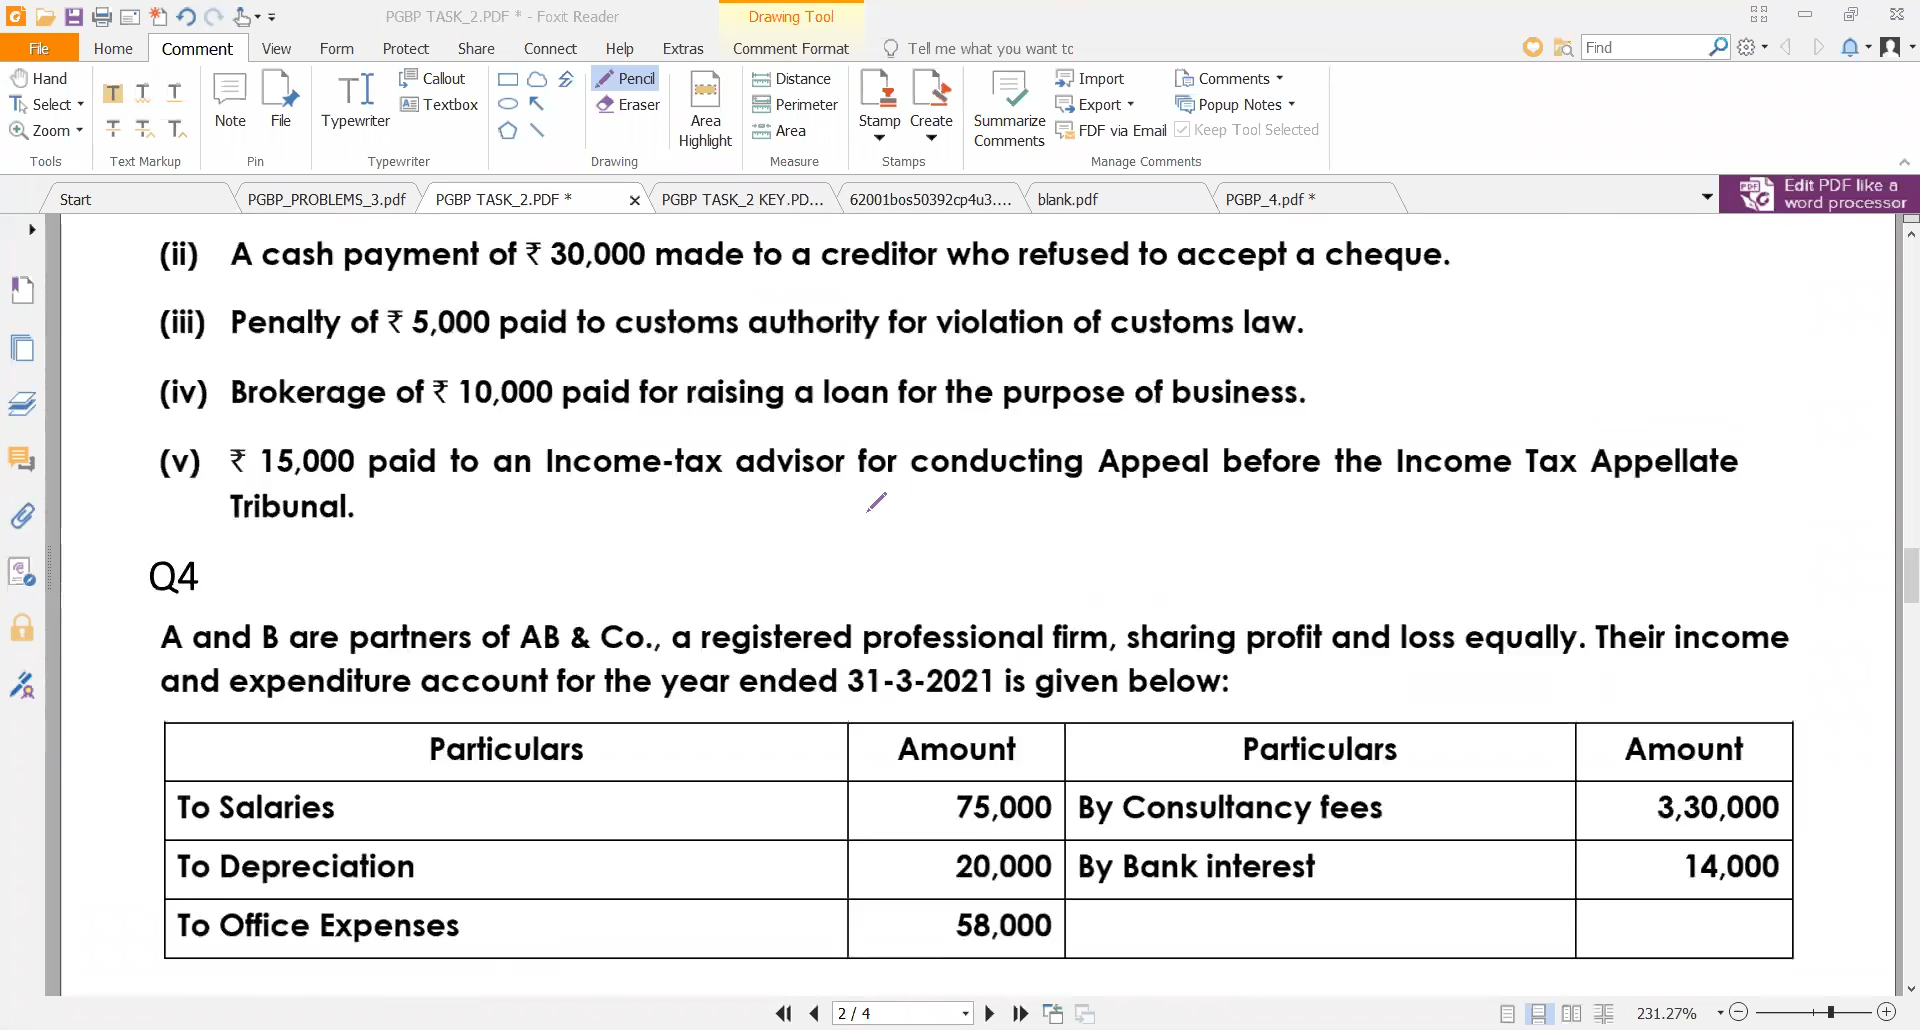 PGBP TASK_2.PDF * - Foxit Reader
Drawing Tool
File Home Comment View Form Protect Share Connect Help Extras Comment Format Tell me what you want to Find
Hand
Select
Zoom
Tools
Text Markup
Note
File
Pin
Typewriter
Callout
Textbox
Typewriter
Pencil
Eraser
Drawing
Area
Highlight
Distance
Perimeter
Area
Measure
Stamp
Create
Stamps
Summarize
Comments
Import
Export
FDF via Email
Comments
Popup Notes
Keep Tool Selected
Manage Comments
Start PGBP_PROBLEMS_3.pdf PGBP TASK_2.PDF * PGBP TASK_2 KEY.PD... 62001bos50392cp4u3.... blank.pdf PGBP_4.pdf *
Edit PDF like a
word processor
(ii) A cash payment of ₹ 30,000 made to a creditor who refused to accept a cheque.
(iii) Penalty of ₹ 5,000 paid to customs authority for violation of customs law.
(iv) Brokerage of ₹ 10,000 paid for raising a loan for the purpose of business.
(v) ₹ 15,000 paid to an Income-tax advisor for conducting Appeal before the Income Tax Appellate
Tribunal.
Q4
A and B are partners of AB & Co., a registered professional firm, sharing profit and loss equally. Their income
and expenditure account for the year ended 31-3-2021 is given below:
Particulars Amount Particulars Amount
To Salaries 75,000 By Consultancy fees 3,30,000
To Depreciation 20,000 By Bank interest 14,000
To Office Expenses 58,000
2 / 4
231.27%